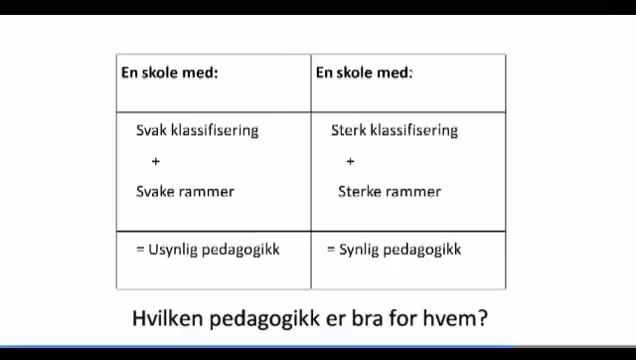 En skole med:
En skole med:
Svak klassifisering
+
Svake rammer
Sterk klassifisering
+
Sterke rammer
= Usynlig pedagogikk
= Synlig pedagogikk
Hvilken pedagogikk er bra for hvem?